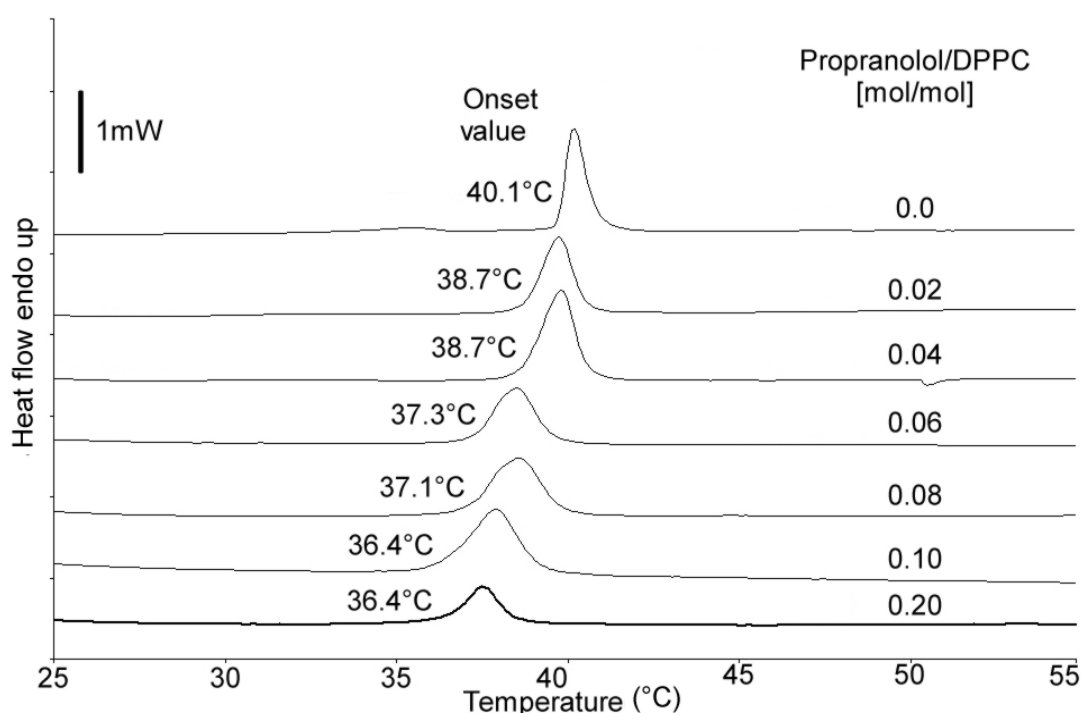 Propranolol/DPPC
[mol/mol]
Onset
value
1mW
40.1°C
0.0
38.7°C
0.02
38.7°C
0.04
37.3°C
0.06
37.1°C
0.08
36.4°C
0.10
36.4°C
0.20
Heat flow endo up
25
30
35
40
45
50
55
Temperature (°C)